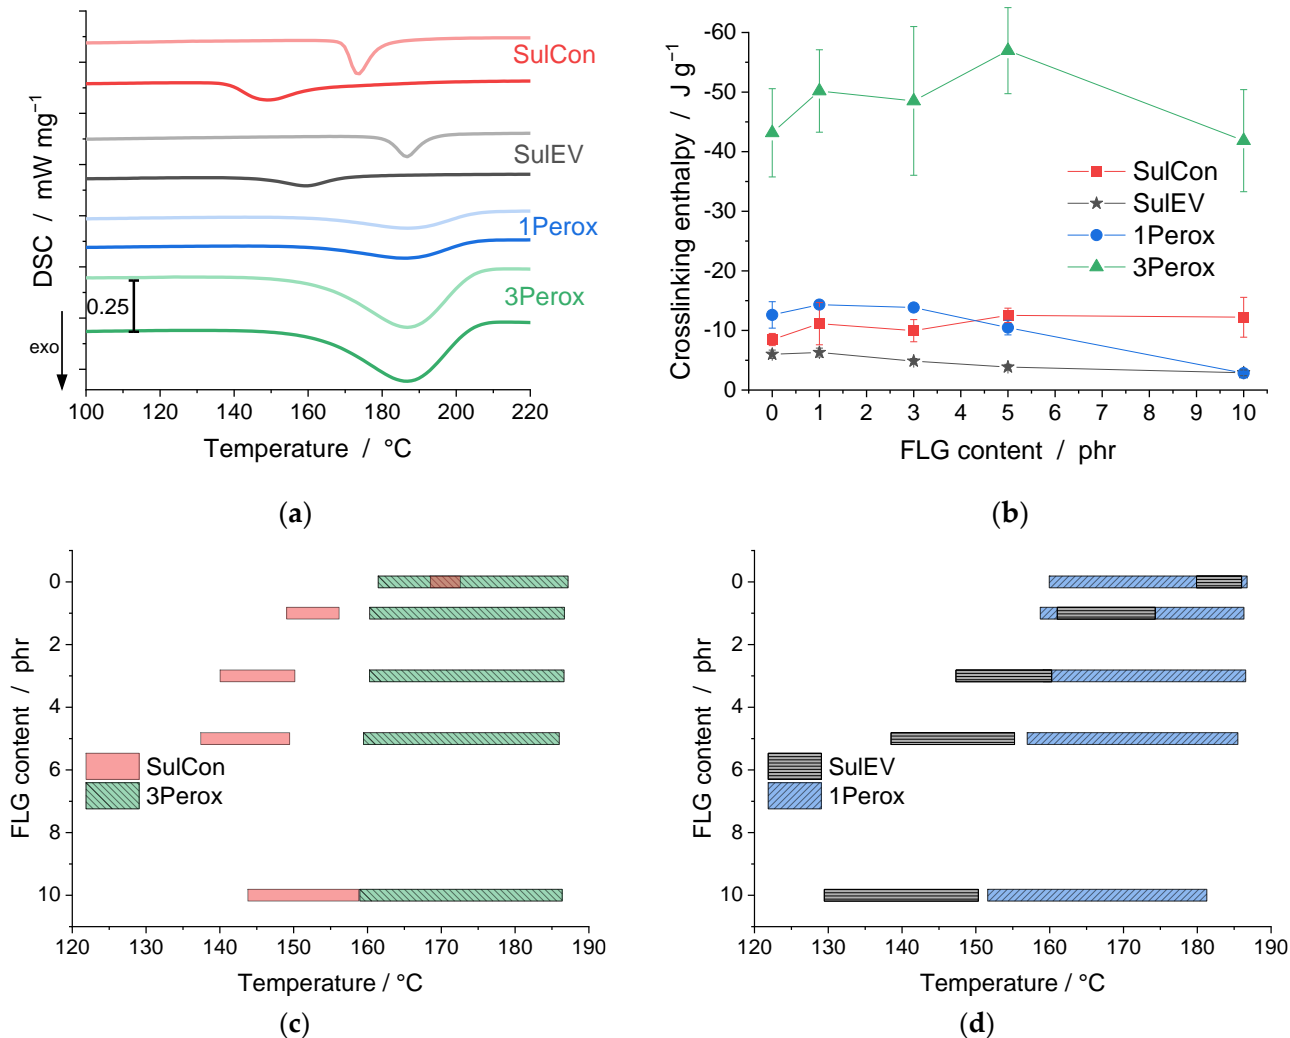 SulCon
SulEV
1Perox
3Perox
0.25
exo
DSC / mW mg⁻¹
100 120 140 160 180 200 220
Temperature / °C
(a)
-60
-50
-40
-30
-20
-10
0
Crosslinking enthalpy / J g⁻¹
SulCon
SulEV
1Perox
3Perox
0 1 2 3 4 5 6 7 8 9 10
FLG content / phr
(b)
0
2
4
6
8
10
FLG content / phr
SulCon
3Perox
120 130 140 150 160 170 180 190
Temperature / °C
(c)
0
2
4
6
8
10
FLG content / phr
SulEV
1Perox
120 130 140 150 160 170 180 190
Temperature / °C
(d)